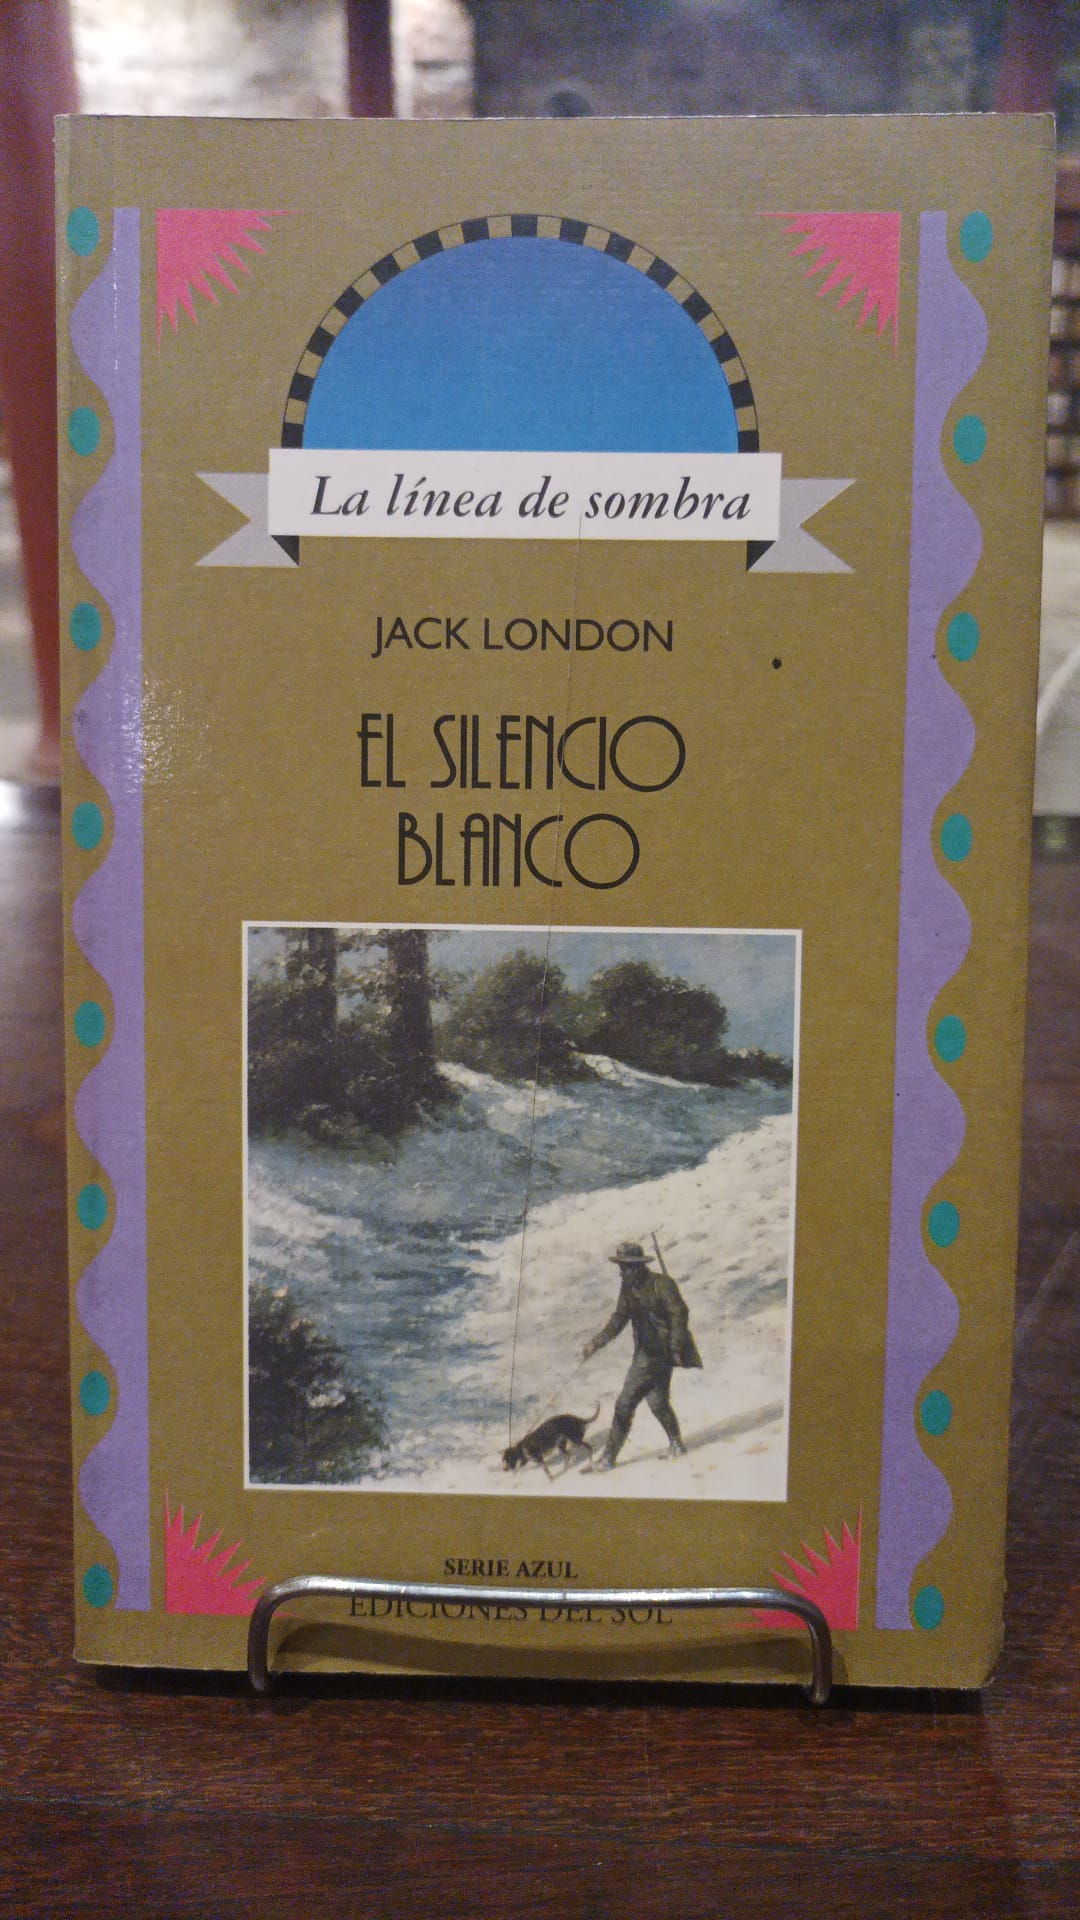 La línea de sombra
JACK LONDON
EL SILENCIO
BLANCO
SERIE AZUL
EDICIONES DEL SOL